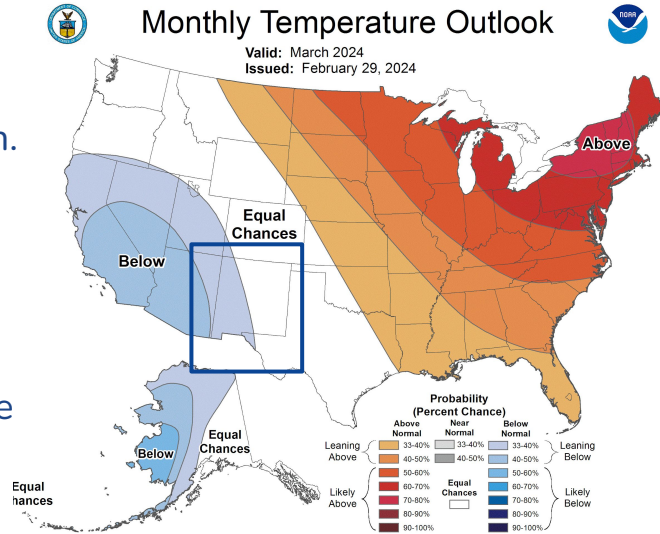 Monthly Temperature Outlook
Valid: March 2024
Issued: February 29, 2024
NOAA
n.
Above
Equal
Chances
Below
e
Equal
Chances
Below
Equal
hances
Probability
(Percent Chance)
Above
Normal
Near
Normal
Below
Normal
Leaning
Above
33-40%
33-40%
33-40%
Leaning
Below
40-50%
40-50%
40-50%
Likely
Above
50-60%
50-60%
Likely
Below
60-70%
60-70%
70-80%
70-80%
80-90%
80-90%
90-100%
90-100%
Equal
Chances